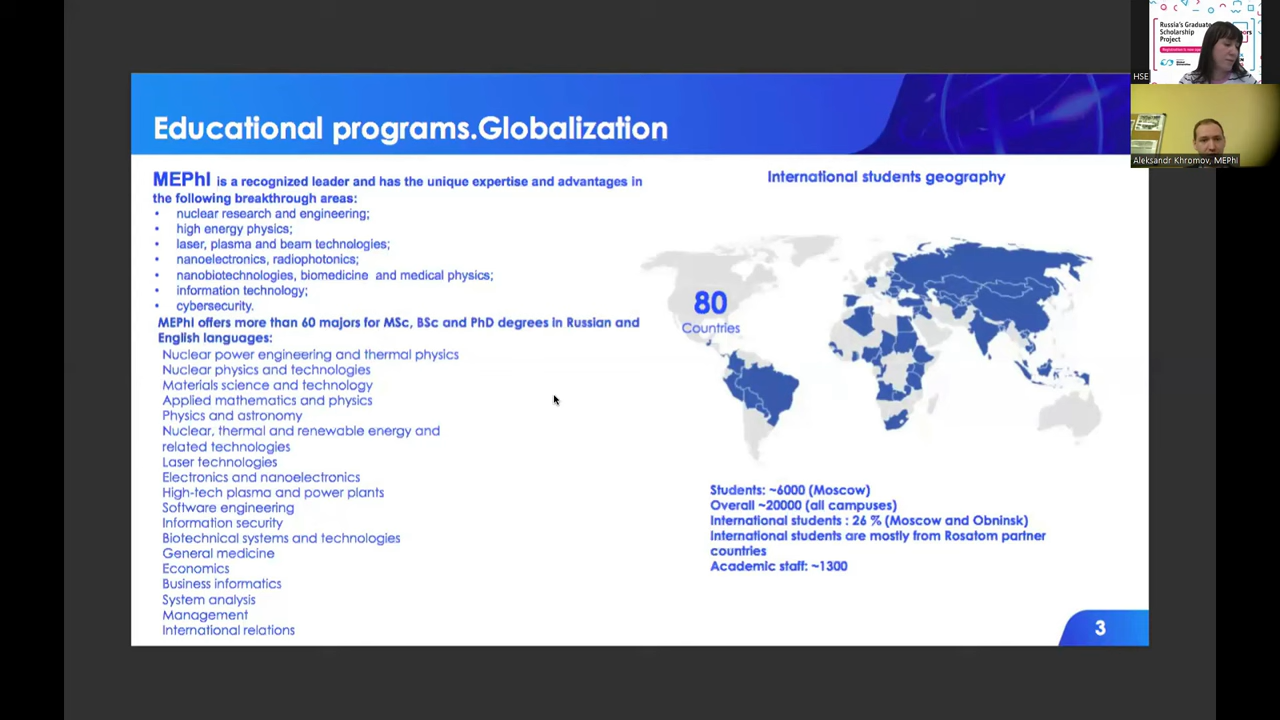 Educational programs.Globalization
MEPhI is a recognized leader and has the unique expertise and advantages in
the following breakthrough areas:
• nuclear research and engineering;
• high energy physics;
• laser, plasma and beam technologies;
• nanoelectronics, radiophotonics;
• nanobiotechnologies, biomedicine and medical physics;
• information technology;
• cybersecurity.
MEPhI offers more than 60 majors for MSc, BSc and PhD degrees in Russian and
English languages:
Nuclear power engineering and thermal physics
Nuclear physics and technologies
Materials science and technology
Applied mathematics and physics
Physics and astronomy
Nuclear, thermal and renewable energy and
related technologies
Laser technologies
Electronics and nanoelectronics
High-tech plasma and power plants
Software engineering
Information security
Biotechnical systems and technologies
General medicine
Economics
Business informatics
System analysis
Management
International relations
International students geography
80
Countries
Students: ~6000 (Moscow)
Overall ~20000 (all campuses)
International students : 26 % (Moscow and Obninsk)
International students are mostly from Rosatom partner
countries
Academic staff: ~1300
3
Russia's Graduate
Scholarship
Project
HSE
Aleksandr Khromov, MEPhI